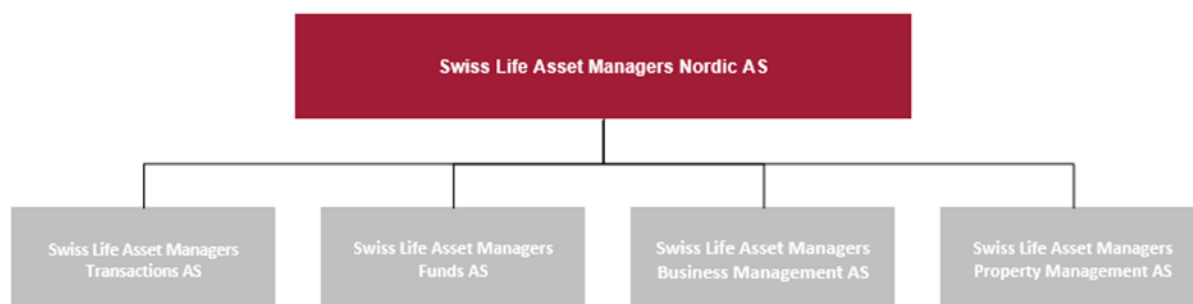 Swiss Life Asset Managers Nordic AS
Swiss Life Asset Managers
Transactions AS
Swiss Life Asset Managers
Funds AS
Swiss Life Asset Managers
Business Management AS
Swiss Life Asset Managers
Property Management AS